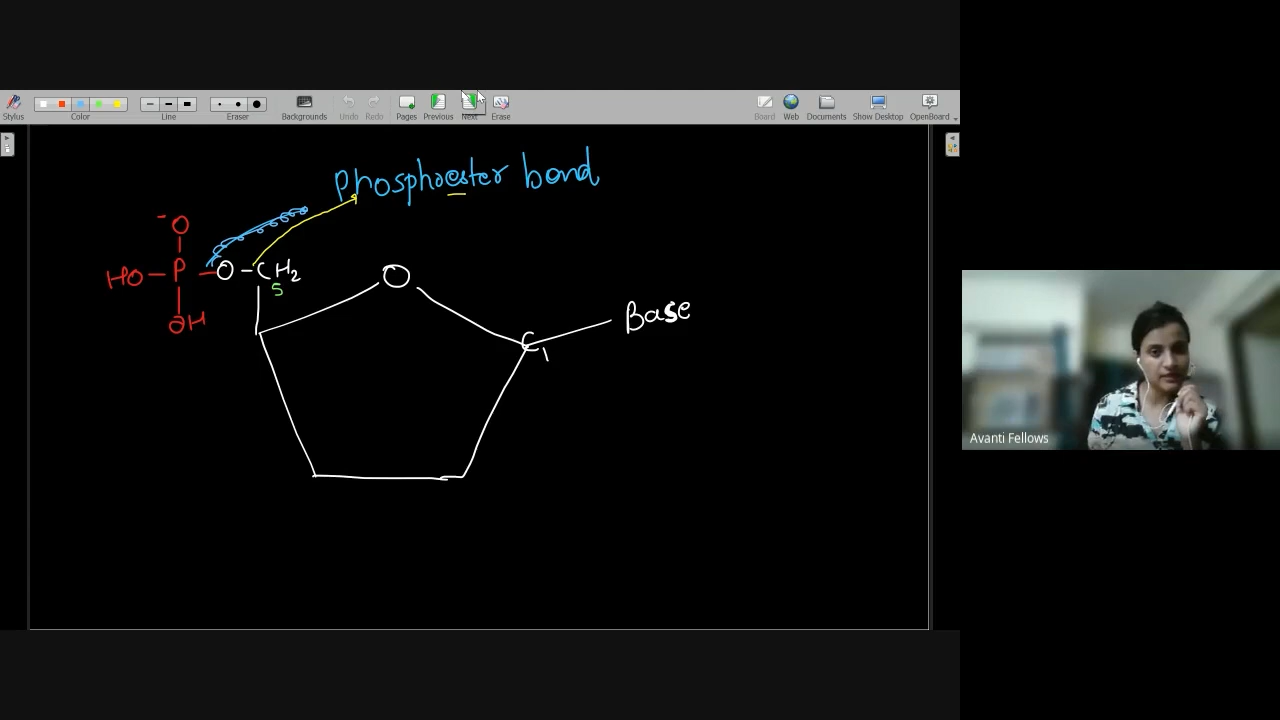 Stylus
Color
Line
Eraser
Backgrounds
Undo
Redo
Pages
Previous
Next
Erase
Board
Web
Documents
Show Desktop
OpenBoard
Phosphoester bond
-O
HO-P-O-CH2
5
OH
O
C1
Base
Avanti Fellows